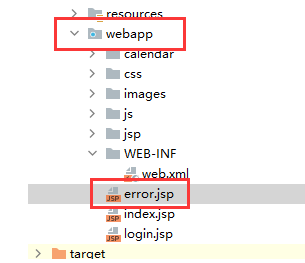 resources
webapp
calendar
css
images
js
jsp
WEB-INF
web.xml
JSP error.jsp
JSP index.jsp
JSP login.jsp
target